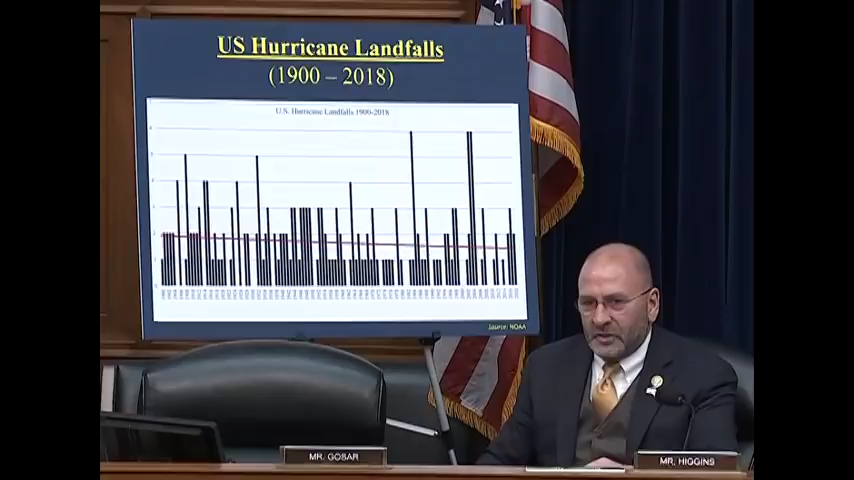 US Hurricane Landfalls
(1900 – 2018)
U.S. Hurricane Landfalls 1900-2018
Source: NOAA
MR. GOSAR
MR. HIGGINS